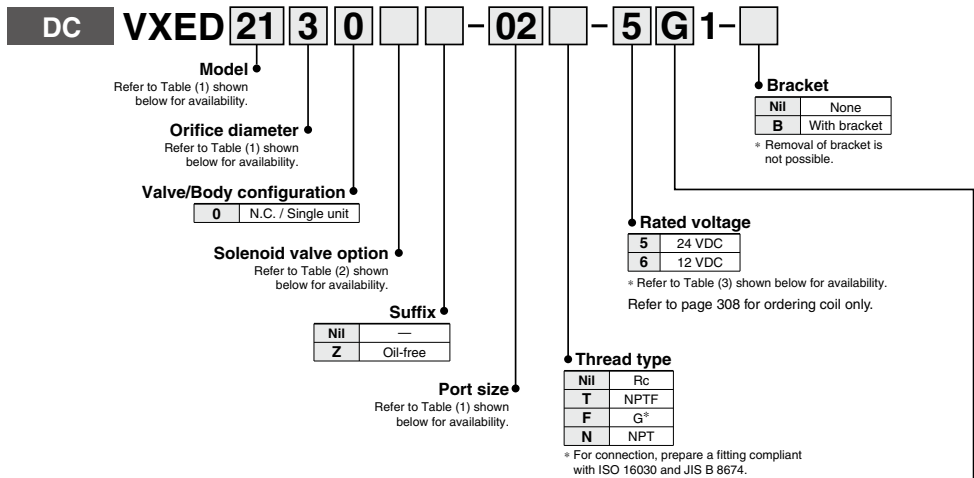 DC VXED 21 3 0 - 02 - 5 G 1-
Model
Refer to Table (1) shown
below for availability.
Orifice diameter
Refer to Table (1) shown
below for availability.
Valve/Body configuration
0 N.C. / Single unit
Solenoid valve option
Refer to Table (2) shown
below for availability.
Suffix
Nil —
Z Oil-free
Port size
Refer to Table (1) shown
below for availability.
Thread type
Nil Rc
T NPTF
F G*
N NPT
* For connection, prepare a fitting compliant
with ISO 16030 and JIS B 8674.
Rated voltage
5 24 VDC
6 12 VDC
* Refer to Table (3) shown below for availability.
Refer to page 308 for ordering coil only.
Bracket
Nil None
B With bracket
* Removal of bracket is
not possible.